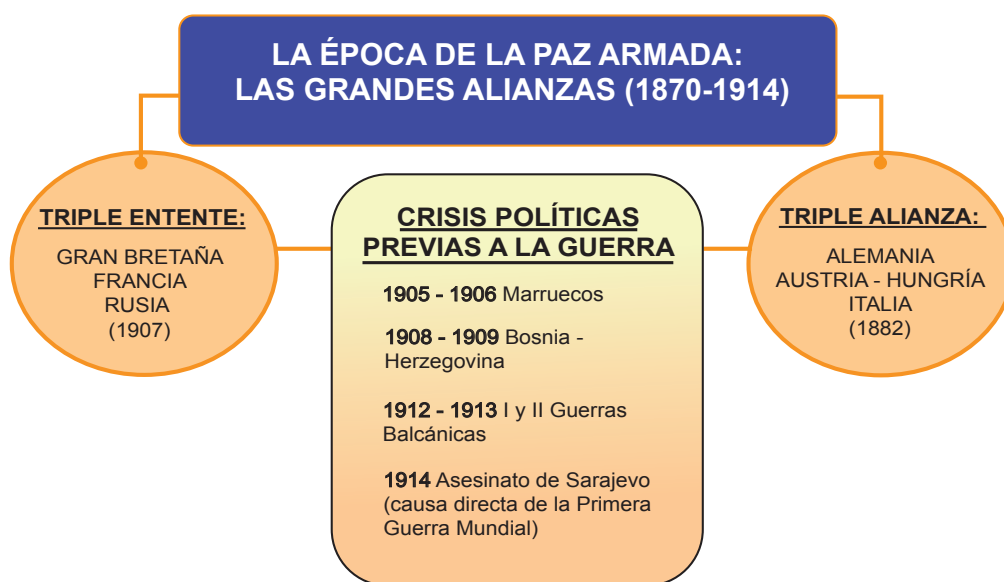 LA ÉPOCA DE LA PAZ ARMADA:
LAS GRANDES ALIANZAS (1870-1914)
TRIPLE ENTENTE:
GRAN BRETAÑA
FRANCIA
RUSIA
(1907)
CRISIS POLÍTICAS
PREVIAS A LA GUERRA
1905 - 1906 Marruecos
1908 - 1909 Bosnia -
Herzegovina
1912 - 1913 I y II Guerras
Balcánicas
1914 Asesinato de Sarajevo
(causa directa de la Primera
Guerra Mundial)
TRIPLE ALIANZA:
ALEMANIA
AUSTRIA - HUNGRÍA
ITALIA
(1882)